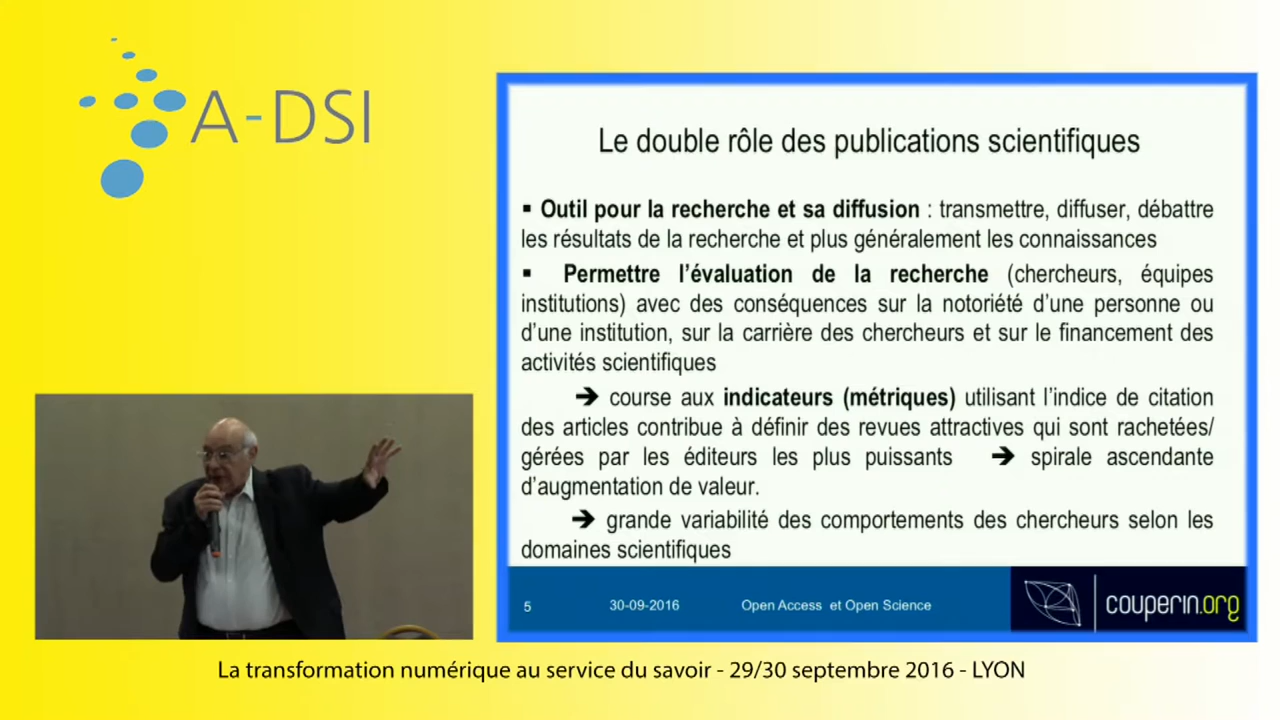 A-DSI
Le double rôle des publications scientifiques
▪ Outil pour la recherche et sa diffusion : transmettre, diffuser, débattre
les résultats de la recherche et plus généralement les connaissances
▪ Permettre l’évaluation de la recherche (chercheurs, équipes
institutions) avec des conséquences sur la notoriété d’une personne ou
d’une institution, sur la carrière des chercheurs et sur le financement des
activités scientifiques
➔ course aux indicateurs (métriques) utilisant l’indice de citation
des articles contribue à définir des revues attractives qui sont rachetées/
gérées par les éditeurs les plus puissants ➔ spirale ascendante
d’augmentation de valeur.
➔ grande variabilité des comportements des chercheurs selon les
domaines scientifiques
5 30-09-2016 Open Access et Open Science
couperin.org
La transformation numérique au service du savoir - 29/30 septembre 2016 - LYON